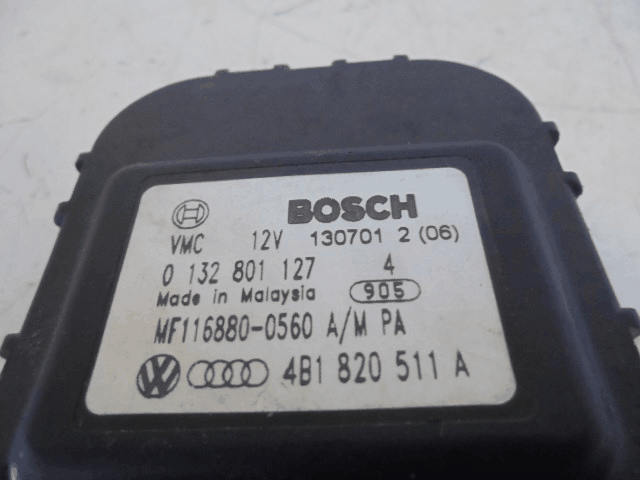 BOSCH
VMC 12V 130701 2 (06)
0 132 801 127 4
Made in Malaysia 905
MF116880-0560 A/M PA
4B1 820 511 A